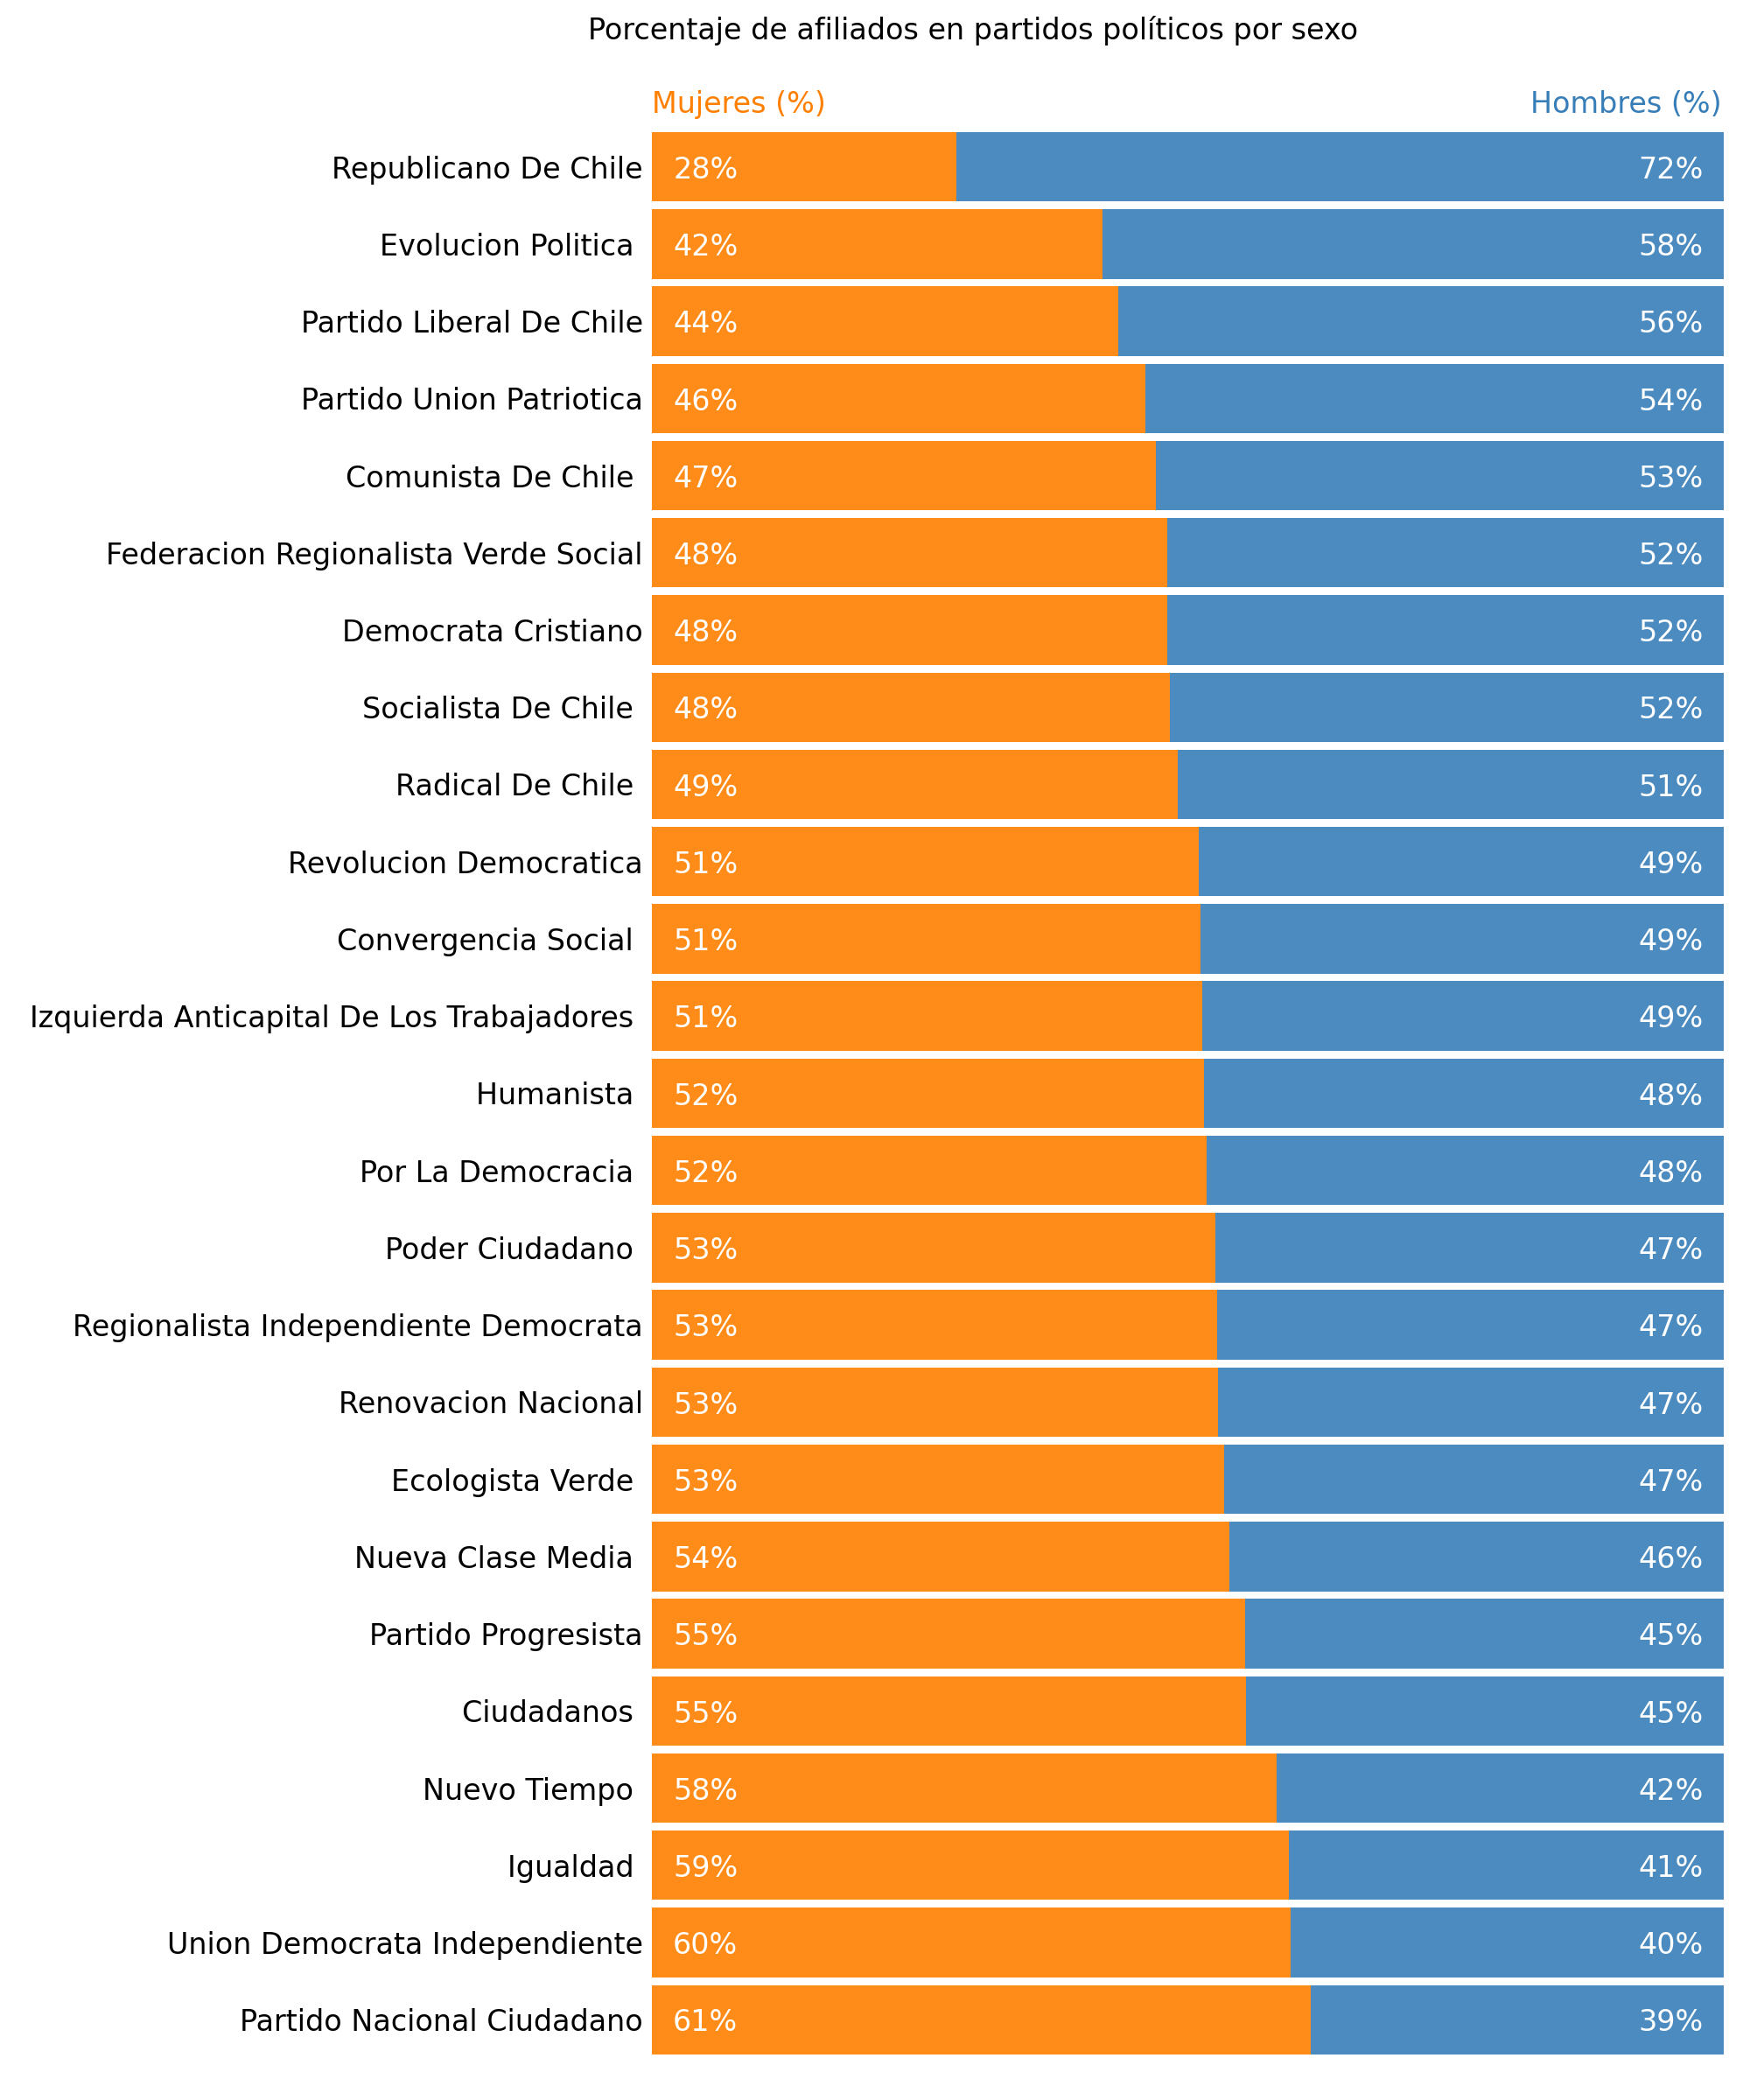 Porcentaje de afiliados en partidos políticos por sexo
Mujeres (%) Hombres (%)
Republicano De Chile 28% 72%
Evolucion Politica 42% 58%
Partido Liberal De Chile 44% 56%
Partido Union Patriotica 46% 54%
Comunista De Chile 47% 53%
Federacion Regionalista Verde Social 48% 52%
Democrata Cristiano 48% 52%
Socialista De Chile 48% 52%
Radical De Chile 49% 51%
Revolucion Democratica 51% 49%
Convergencia Social 51% 49%
Izquierda Anticapital De Los Trabajadores 51% 49%
Humanista 52% 48%
Por La Democracia 52% 48%
Poder Ciudadano 53% 47%
Regionalista Independiente Democrata 53% 47%
Renovacion Nacional 53% 47%
Ecologista Verde 53% 47%
Nueva Clase Media 54% 46%
Partido Progresista 55% 45%
Ciudadanos 55% 45%
Nuevo Tiempo 58% 42%
Igualdad 59% 41%
Union Democrata Independiente 60% 40%
Partido Nacional Ciudadano 61% 39%